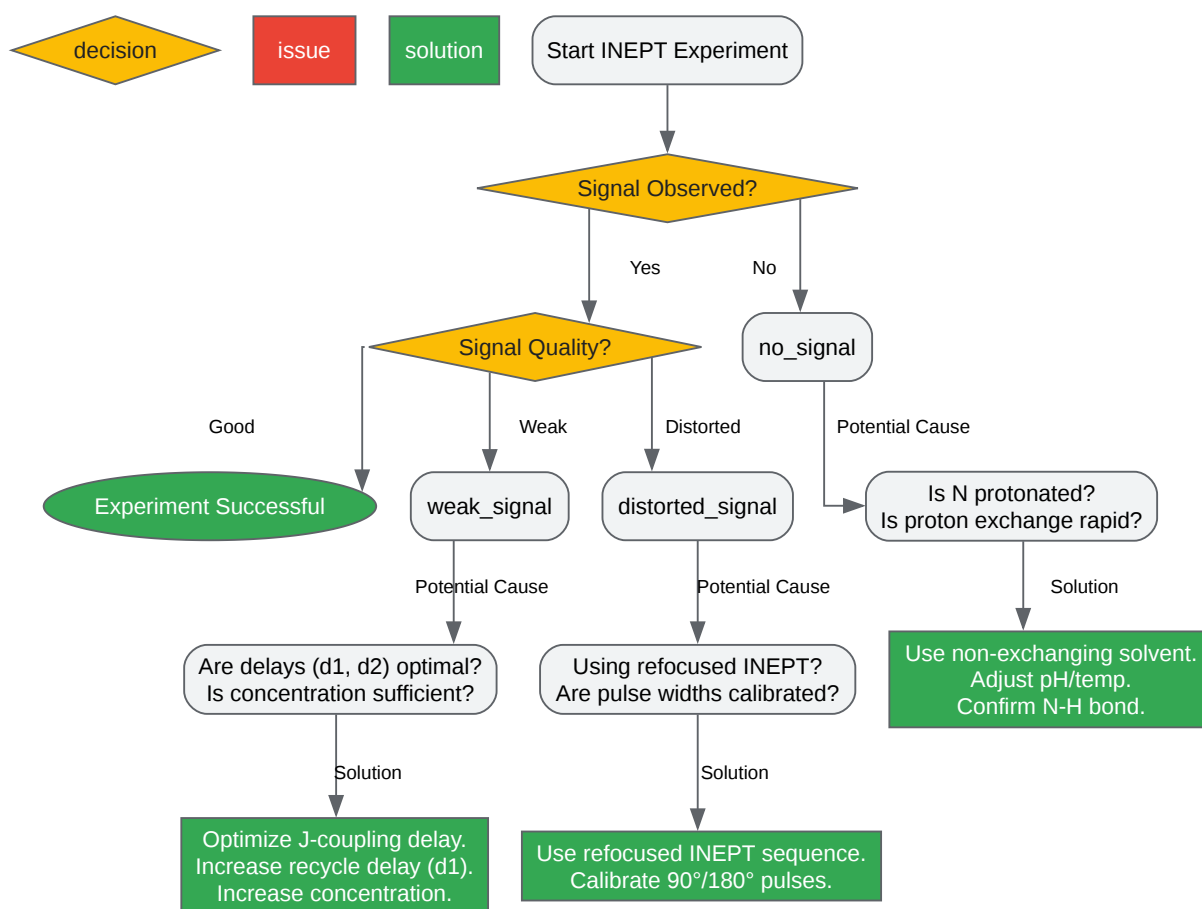 decision
issue
solution
Start INEPT Experiment
Signal Observed?
Yes
No
Signal Quality?
no_signal
Good
Weak
Distorted
Potential Cause
Experiment Successful
weak_signal
distorted_signal
Is N protonated?
Is proton exchange rapid?
Potential Cause
Potential Cause
Solution
Are delays (d1, d2) optimal?
Is concentration sufficient?
Using refocused INEPT?
Are pulse widths calibrated?
Use non-exchanging solvent.
Adjust pH/temp.
Confirm N-H bond.
Solution
Solution
Optimize J-coupling delay.
Increase recycle delay (d1).
Increase concentration.
Use refocused INEPT sequence.
Calibrate 90°/180° pulses.